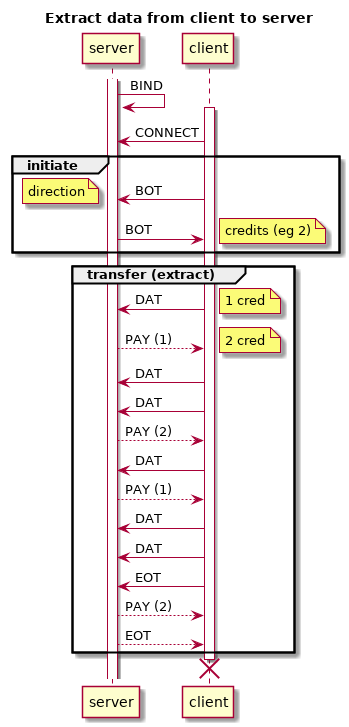 Extract data from client to server
server
client
BIND
CONNECT
initiate
direction
BOT
BOT
credits (eg 2)
transfer (extract)
DAT
1 cred
PAY (1)
2 cred
DAT
DAT
PAY (2)
DAT
PAY (1)
DAT
DAT
EOT
PAY (2)
EOT
server
client